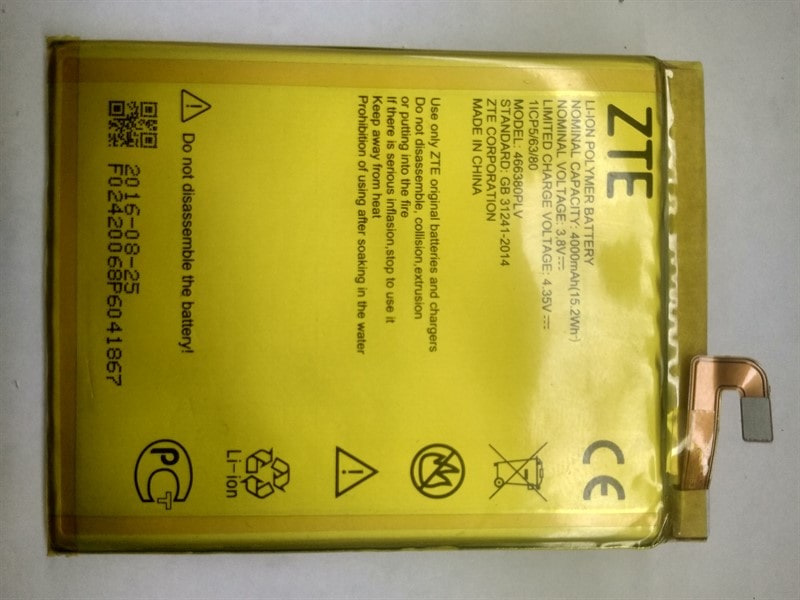 ZTE
LI-ION POLYMER BATTERY
NOMINAL CAPACITY: 4000mAh(15.2Wh)
NOMINAL VOLTAGE: 3.8V
LIMITED CHARGE VOLTAGE: 4.35V
1ICP5/63/80
MODEL: 466380PLV
STANDARD: GB 31241-2014
ZTE CORPORATION
MADE IN CHINA
Use only ZTE original batteries and chargers
Do not disassemble, collision,extrusion
or putting into the fire
If there is serious inflasion,stop to use it
Keep away from heat
Prohibition of using after soaking in the water
Do not disassemble the battery!
2016-08-25
F02420068P6041867
CE
Li-ion
PCT